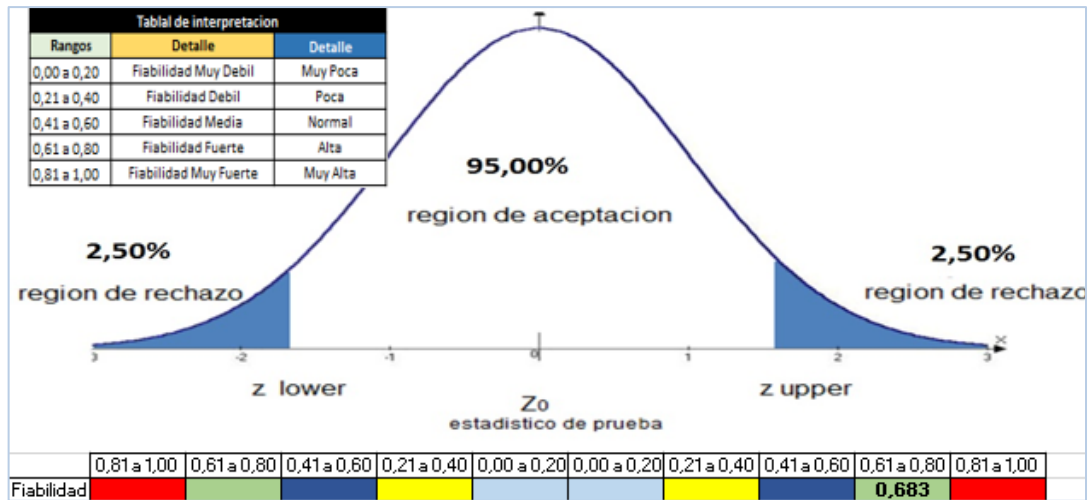 Tablal de interpretacion
Rangos Detalle Detalle
0,00 a 0,20 Fiabilidad Muy Debil Muy Poca
0,21 a 0,40 Fiabilidad Debil Poca
0,41 a 0,60 Fiabilidad Media Normal
0,61 a 0,80 Fiabilidad Fuerte Alta
0,81 a 1,00 Fiabilidad Muy Fuerte Muy Alta
95,00%
region de aceptacion
2,50%
region de rechazo
2,50%
region de rechazo
3 -2 -1 0 1 2 3 X
z lower
z upper
Z0
estadistico de prueba
0,81 a 1,00 0,61 a 0,80 0,41 a 0,60 0,21 a 0,40 0,00 a 0,20 0,00 a 0,20 0,21 a 0,40 0,41 a 0,60 0,61 a 0,80 0,81 a 1,00
Fiabilidad 0,683